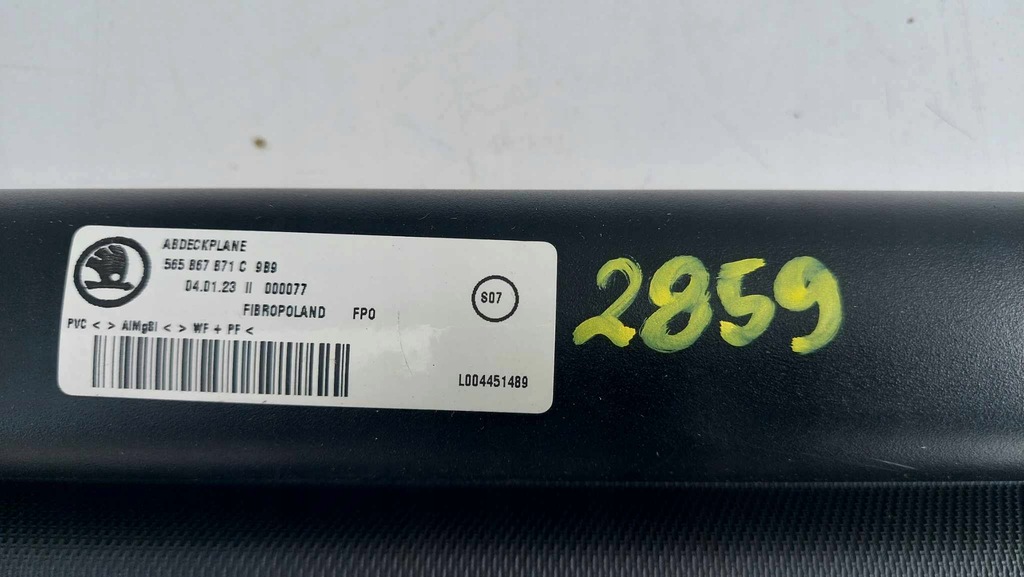 ABDECKPLANE
565 867 871 C 9B9
04.01.23 II 000077
FIBROPOLAND FPO
PVC < > AlMgSi < > WF + PF <
S07
L004451489
2859